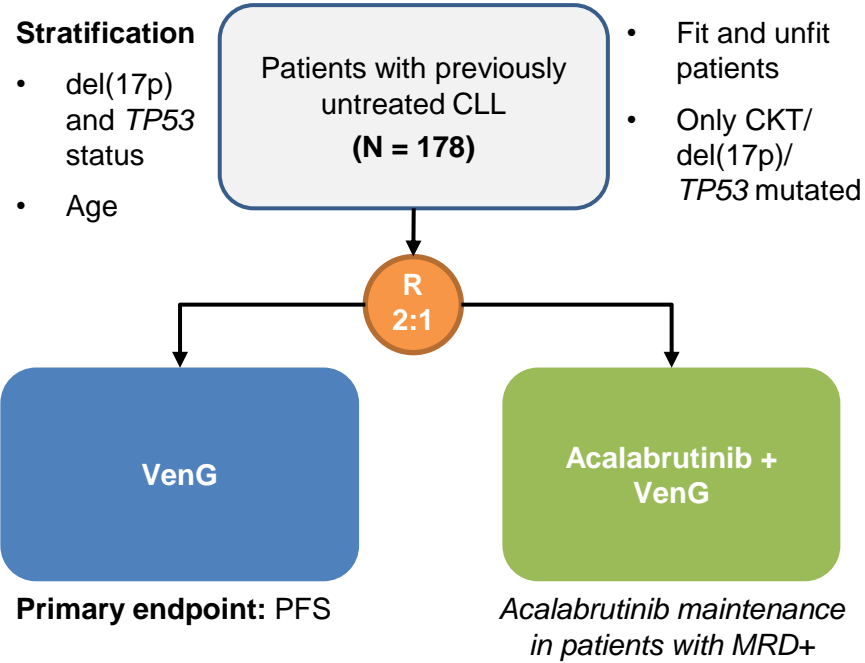 Stratification
• del(17p)
and TP53
status
• Age
Patients with previously
untreated CLL
(N = 178)
• Fit and unfit
patients
• Only CKT/
del(17p)/
TP53 mutated
R
2:1
VenG
Acalabrutinib +
VenG
Primary endpoint: PFS
Acalabrutinib maintenance
in patients with MRD+